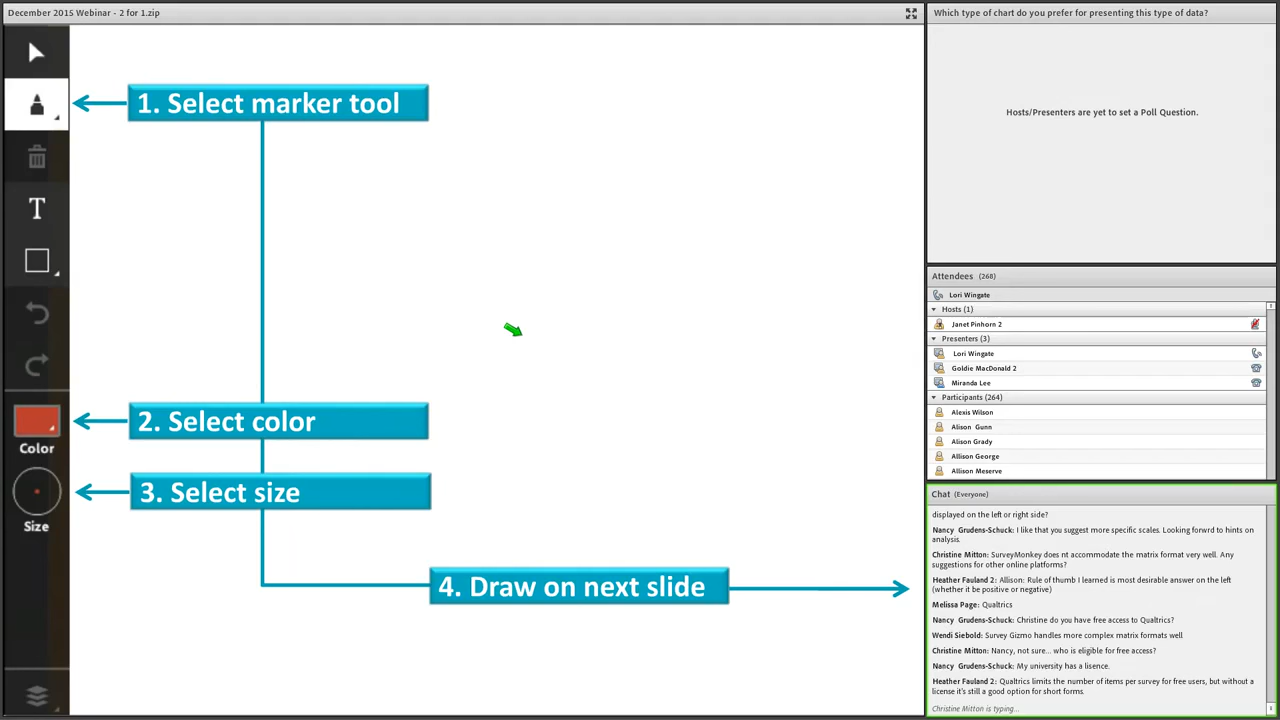 December 2015 Webinar - 2 for 1.zip
1. Select marker tool
T
2. Select color
Color
3. Select size
Size
4. Draw on next slide
Which type of chart do you prefer for presenting this type of data?
Hosts/Presenters are yet to set a Poll Question.
Attendees (268)
Lori Wingate
Hosts (1)
Janet Pinhorn 2
Presenters (3)
Lori Wingate
Goldie MacDonald 2
Miranda Lee
Participants (264)
Alexis Wilson
Alison Gunn
Alison Grady
Allison George
Allison Meserve
Chat (Everyone)
displayed on the left or right side?
Nancy Grudens-Schuck: I like that you suggest more specific scales. Looking forwrd to hints on
analysis.
Christine Mitton: SurveyMonkey does nt accommodate the matrix format very well. Any
suggestions for other online platforms?
Heather Fauland 2: Allison: Rule of thumb I learned is most desirable answer on the left
(whether it be positive or negative)
Melissa Page: Qualtrics
Nancy Grudens-Schuck: Christine do you have free access to Qualtrics?
Wendi Siebold: Survey Gizmo handles more complex matrix formats well
Christine Mitton: Nancy, not sure... who is eligible for free access?
Nancy Grudens-Schuck: My university has a lisence.
Heather Fauland 2: Qualtrics limits the number of items per survey for free users, but without a
license it's still a good option for short forms.
Christine Mitton is typing...